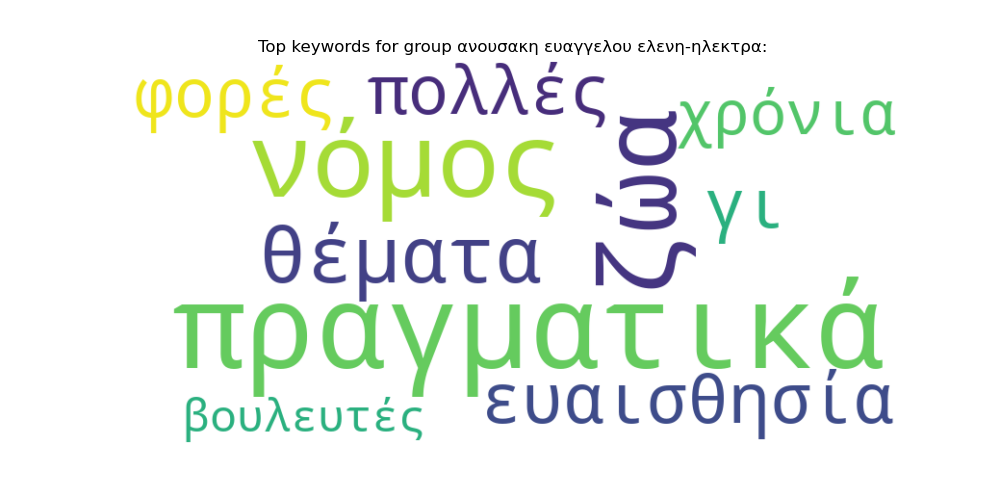 Top keywords for group ανουσακη ευαγγελου ελενη-ηλεκτρα:
φορές πολλές χρόνια
νόμος ζώα
γι
θέματα
πραγματικά
βουλευτές ευαισθησία